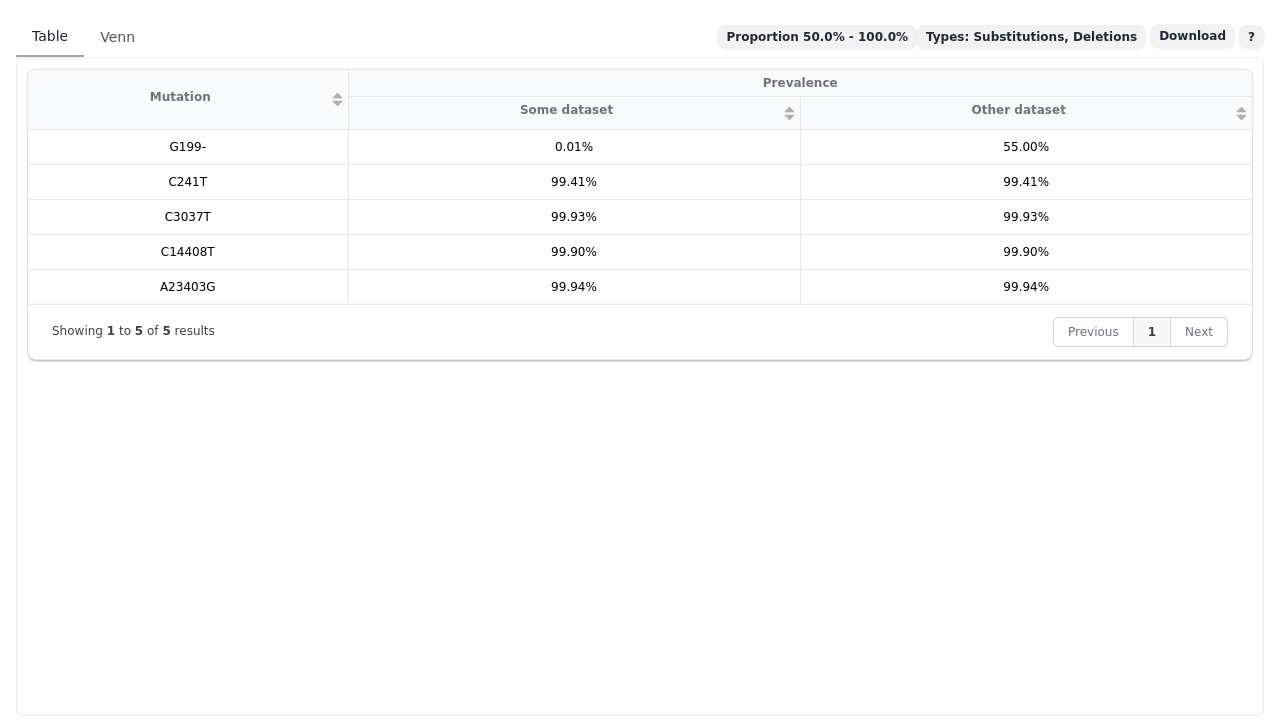 Table Venn Proportion 50.0% - 100.0% Types: Substitutions, Deletions Download ?
Mutation Prevalence
Some dataset Other dataset
G199- 0.01% 55.00%
C241T 99.41% 99.41%
C3037T 99.93% 99.93%
C14408T 99.90% 99.90%
A23403G 99.94% 99.94%
Showing 1 to 5 of 5 results Previous 1 Next